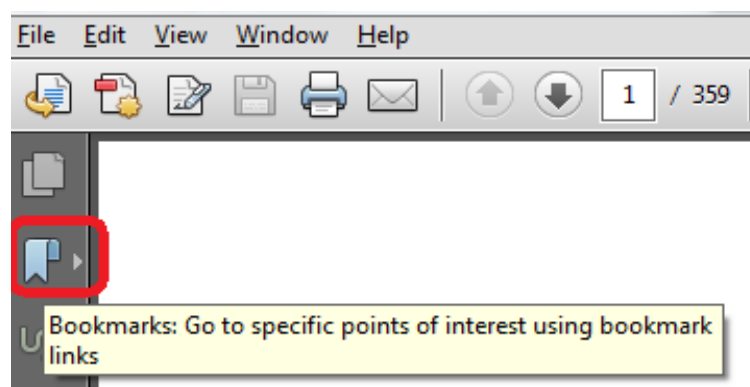 File Edit View Window Help
1 / 359
Bookmarks: Go to specific points of interest using bookmark
links